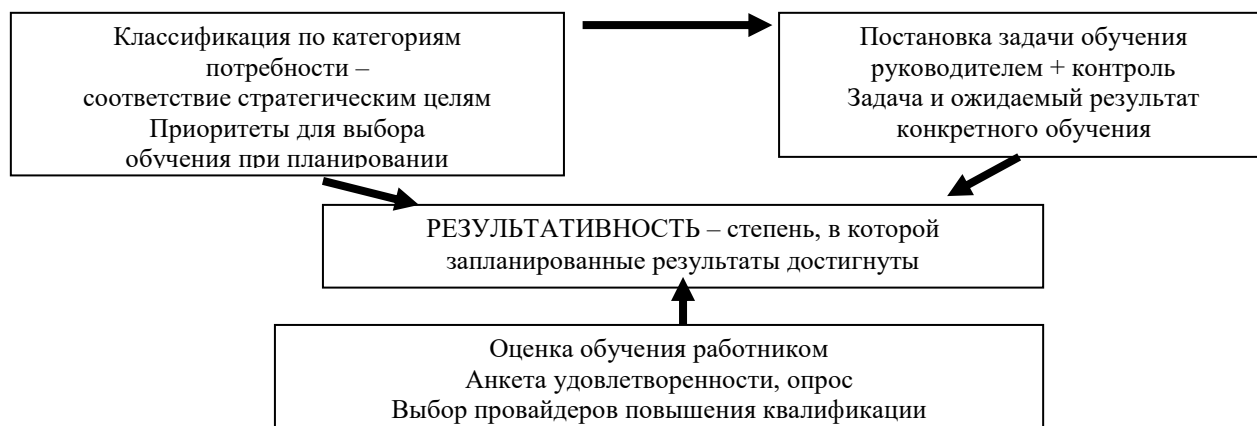 Классификация по категориям
потребности –
соответствие стратегическим целям
Приоритеты для выбора
обучения при планировании
Постановка задачи обучения
руководителем + контроль
Задача и ожидаемый результат
конкретного обучения
РЕЗУЛЬТАТИВНОСТЬ – степень, в которой
запланированные результаты достигнуты
Оценка обучения работником
Анкета удовлетворенности, опрос
Выбор провайдеров повышения квалификации